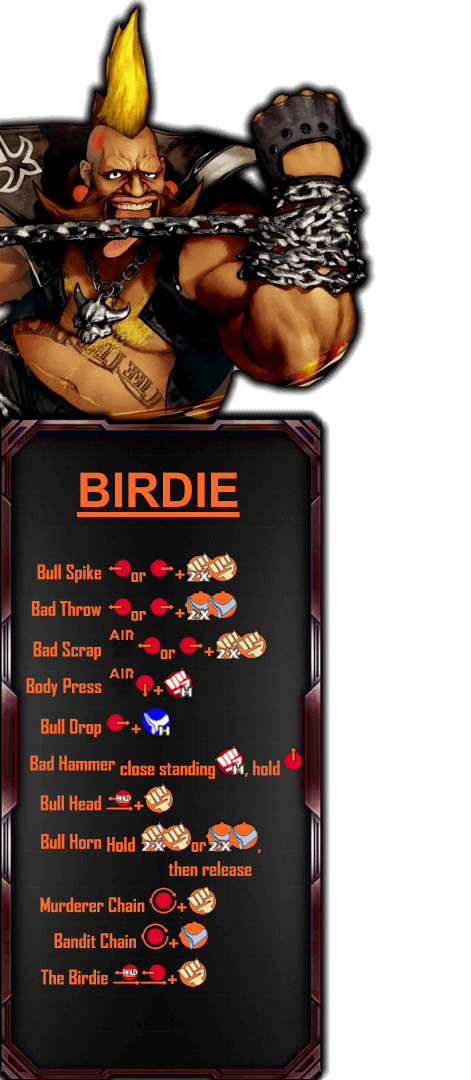 BIRDIE
Bull Spike or + 2X
Bad Throw or + 2X
Bad Scrap AIR or + 2X
Body Press AIR + H
Bull Drop + H
Bad Hammer close standing H, hold
Bull Head HOLD +
Bull Horn Hold 2X or 2X,
then release
Murderer Chain +
Bandit Chain +
The Birdie HOLD +